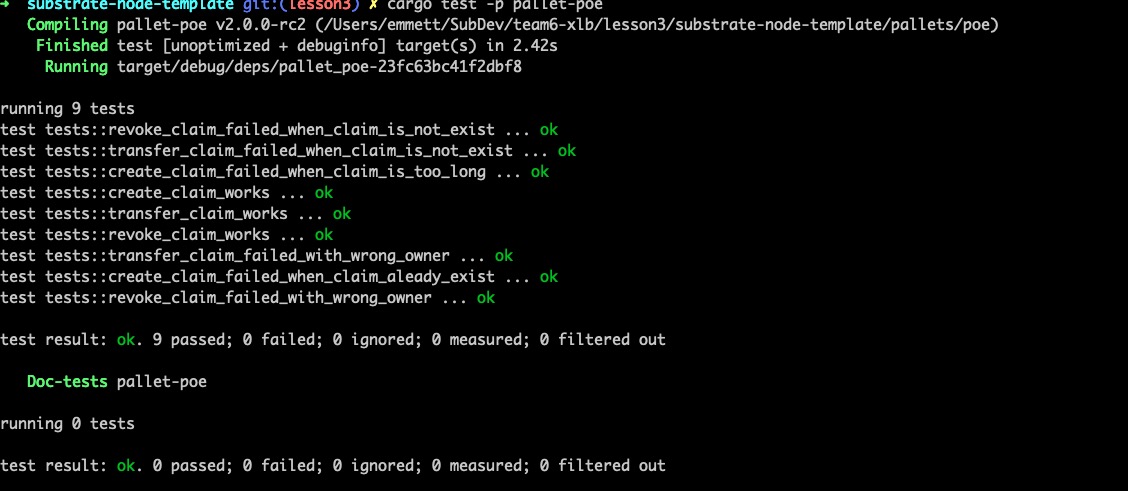 ➜ substrate-node-template git:(lesson3) ✗ cargo test -p pallet-poe
Compiling pallet-poe v2.0.0-rc2 (/Users/emmett/SubDev/team6-xlb/lesson3/substrate-node-template/pallets/poe)
Finished test [unoptimized + debuginfo] target(s) in 2.42s
Running target/debug/deps/pallet_poe-23fc63bc41f2dbf8
running 9 tests
test tests::revoke_claim_failed_when_claim_is_not_exist ... ok
test tests::transfer_claim_failed_when_claim_is_not_exist ... ok
test tests::create_claim_failed_when_claim_is_too_long ... ok
test tests::create_claim_works ... ok
test tests::transfer_claim_works ... ok
test tests::revoke_claim_works ... ok
test tests::transfer_claim_failed_with_wrong_owner ... ok
test tests::create_claim_failed_when_claim_aleady_exist ... ok
test tests::revoke_claim_failed_with_wrong_owner ... ok
test result: ok. 9 passed; 0 failed; 0 ignored; 0 measured; 0 filtered out
Doc-tests pallet-poe
running 0 tests
test result: ok. 0 passed; 0 failed; 0 ignored; 0 measured; 0 filtered out